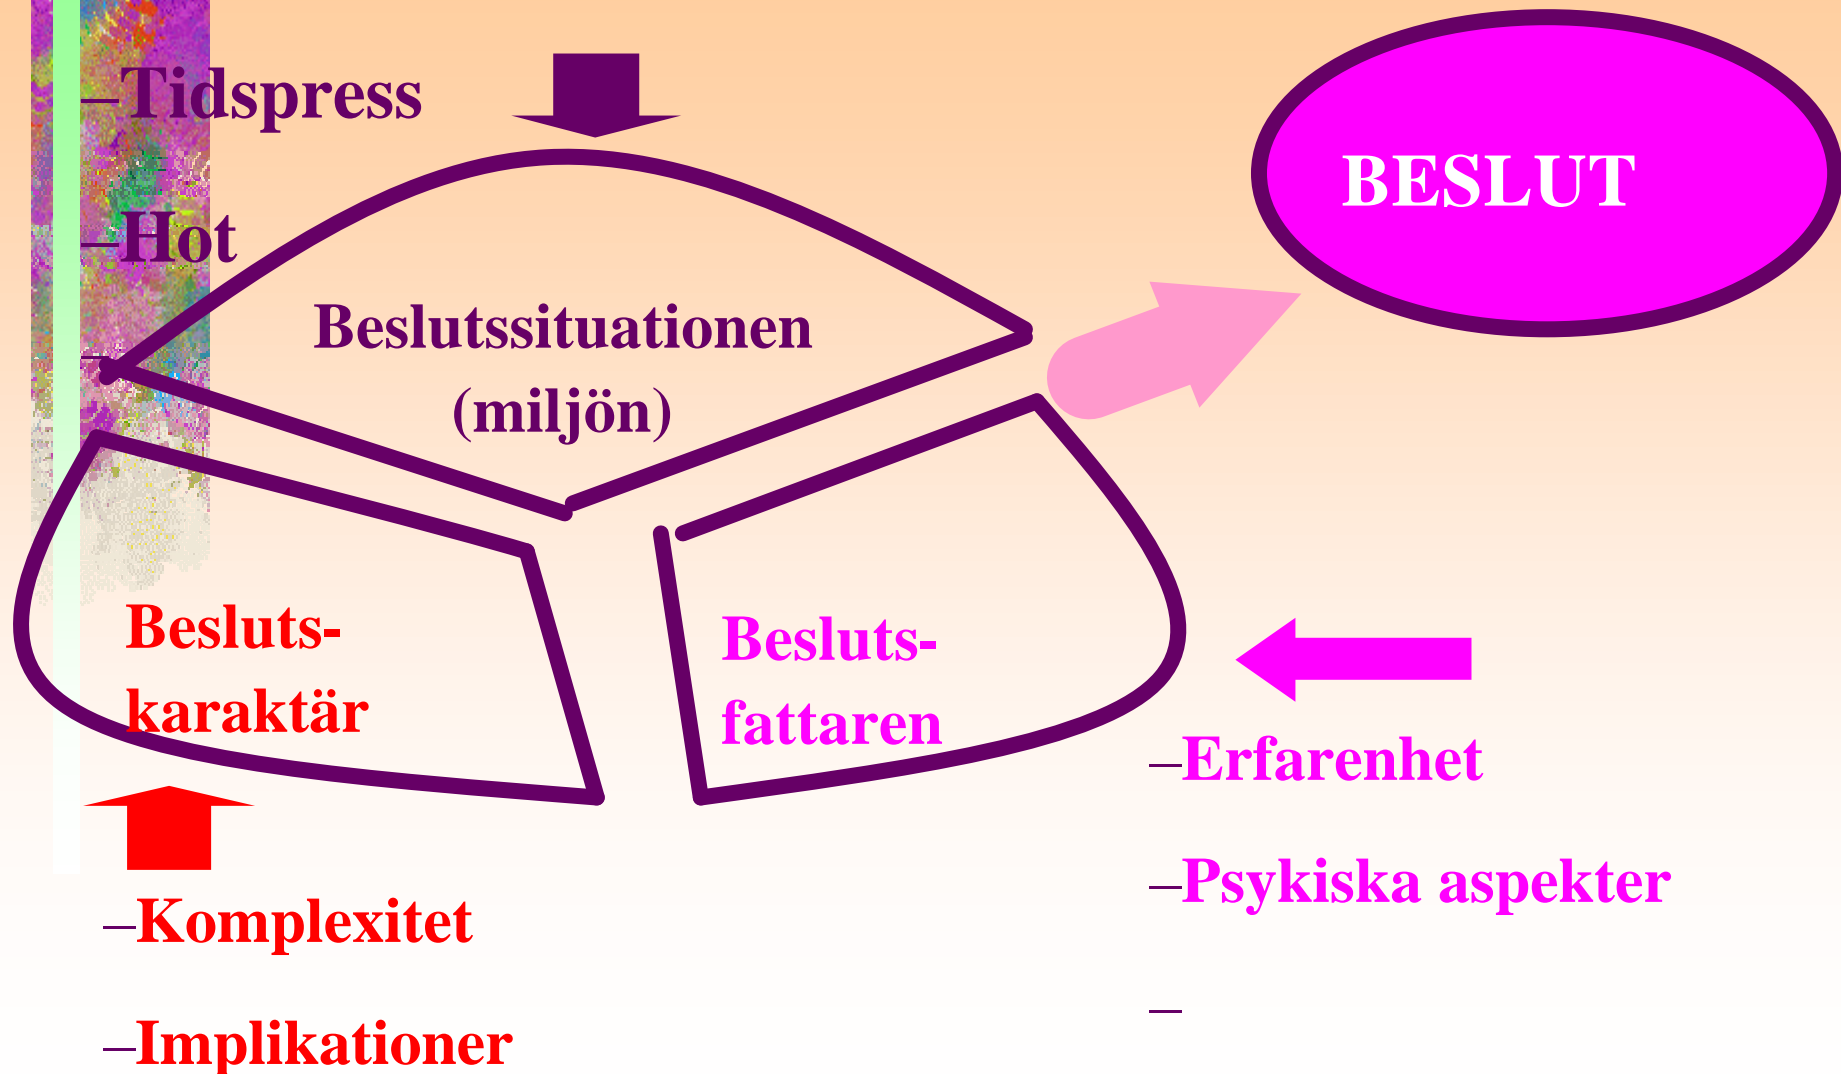 –Tidspress
–Hot
–
BESLUT
Beslutssituationen
(miljön)
Besluts-
karaktär
Besluts-
fattaren
–Erfarenhet
–Psykiska aspekter
–
–Komplexitet
–Implikationer